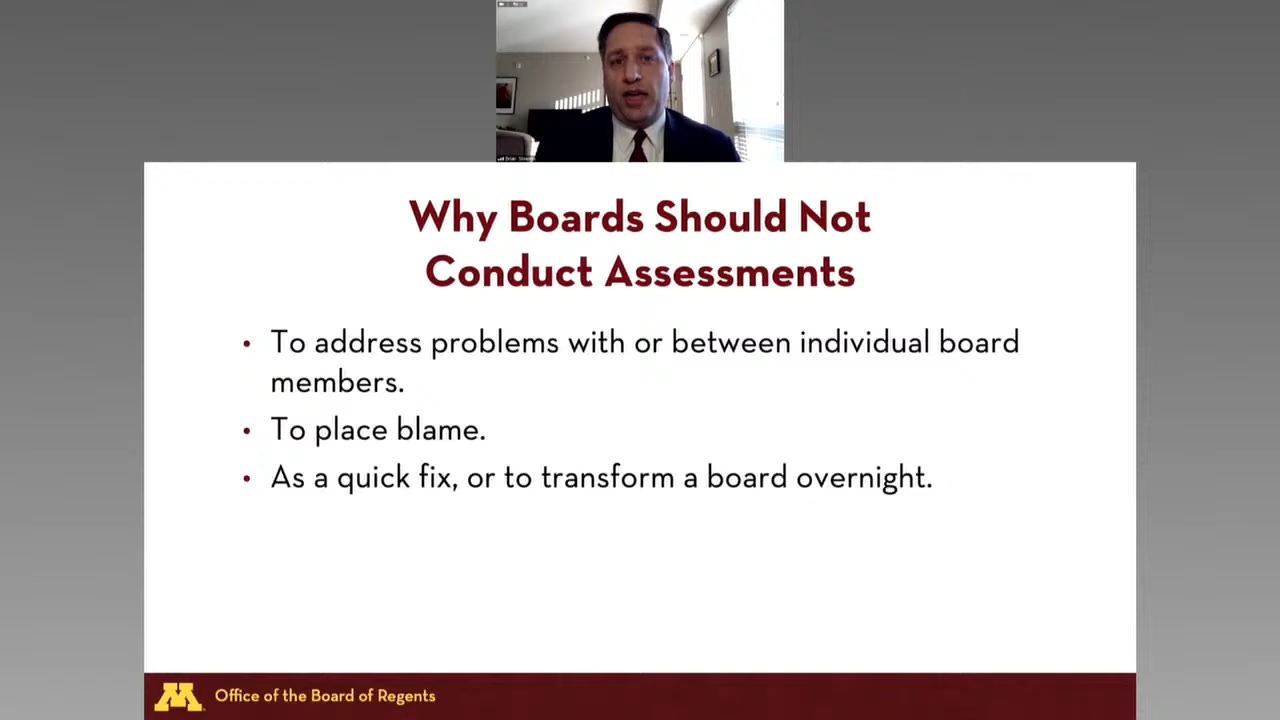 Why Boards Should Not
Conduct Assessments
• To address problems with or between individual board
members.
• To place blame.
• As a quick fix, or to transform a board overnight.
M
Office of the Board of Regents